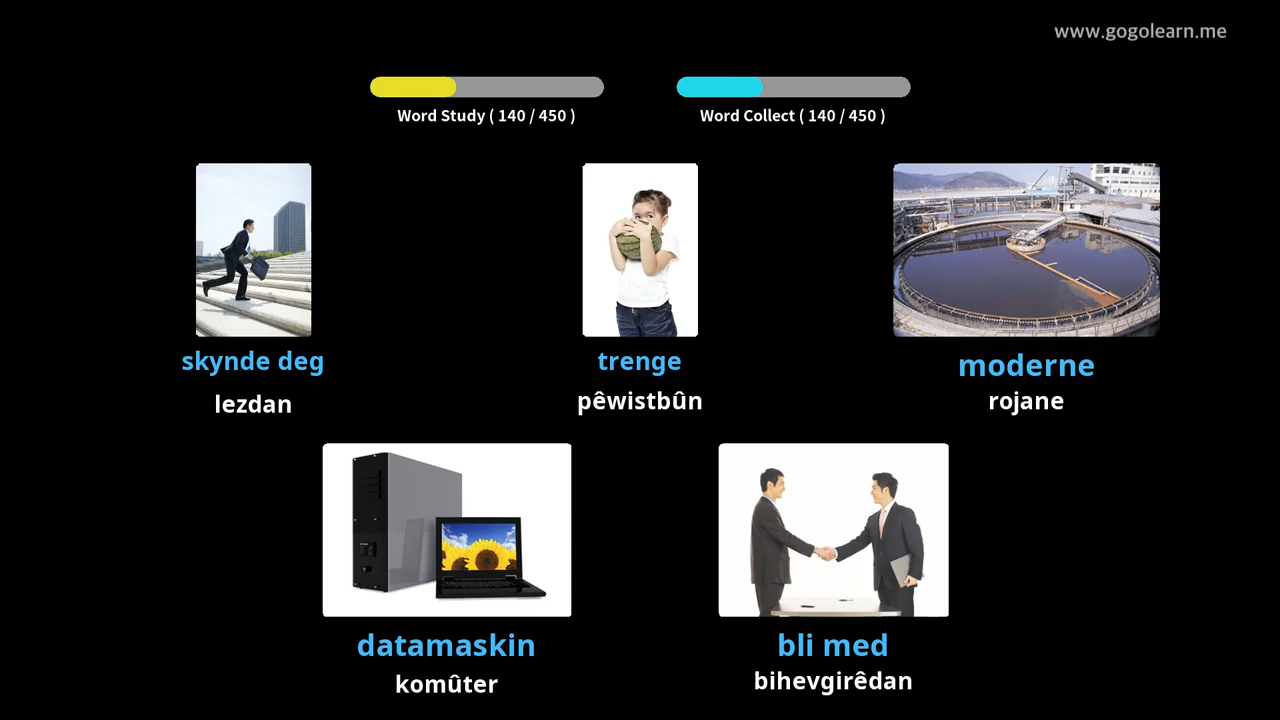 www.gogolearn.me
Word Study ( 140 / 450 )
Word Collect ( 140 / 450 )
skynde deg
trenge
moderne
lezdan
pêwistbûn
rojane
datamaskin
bli med
komûter
bihevgirêdan